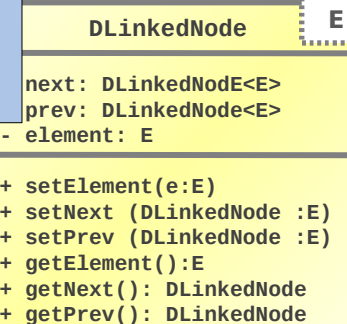 DLinkedNode
E
next: DLinkedNodE<E>
prev: DLinkedNode<E>
- element: E
+ setElement(e:E)
+ setNext (DLinkedNode :E)
+ setPrev (DLinkedNode :E)
+ getElement():E
+ getNext(): DLinkedNode
+ getPrev(): DLinkedNode